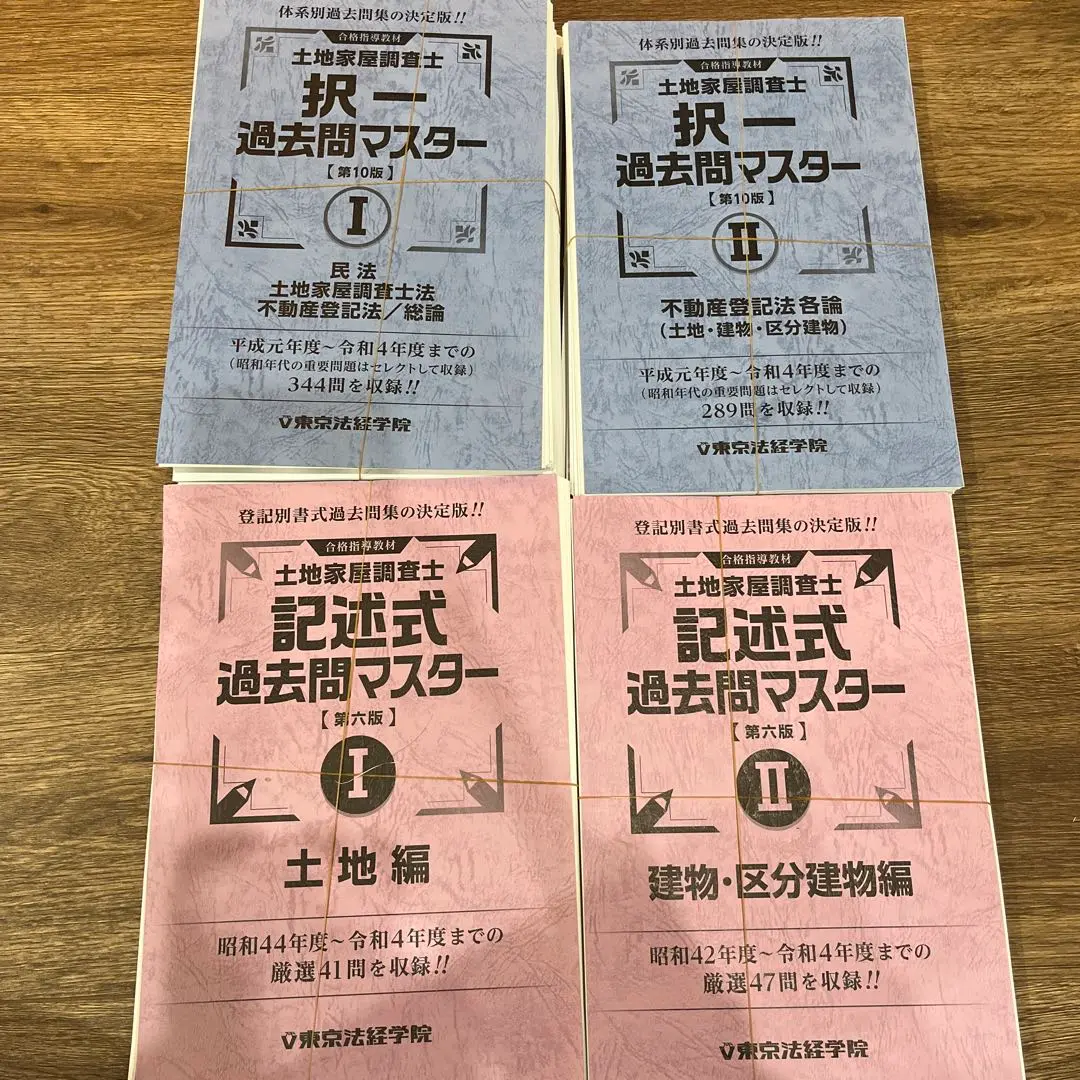 体系別過去問集の決定版!!
合格指導教材
土地家屋調査士
択一
過去問マスター
【第10版】
I
民法
土地家屋調査士法
不動産登記法/総論
平成元年度~令和4年度までの
(昭和年代の重要問題はセレクトして収録)
344問を収録!!
東京法経学院
体系別過去問集の決定版!!
合格指導教材
土地家屋調査士
択一
過去問マスター
【第10版】
II
不動産登記法各論
(土地・建物・区分建物)
平成元年度~令和4年度までの
(昭和年代の重要問題はセレクトして収録)
289問を収録!!
東京法経学院
登記別書式過去問集の決定版!!
合格指導教材
土地家屋調査士
記述式
過去問マスター
【第六版】
I
土地編
昭和44年度~令和4年度までの
厳選41問を収録!!
東京法経学院
登記別書式過去問集の決定版!!
合格指導教材
土地家屋調査士
記述式
過去問マスター
【第六版】
II
建物・区分建物編
昭和42年度~令和4年度までの
厳選47問を収録!!
東京法経学院